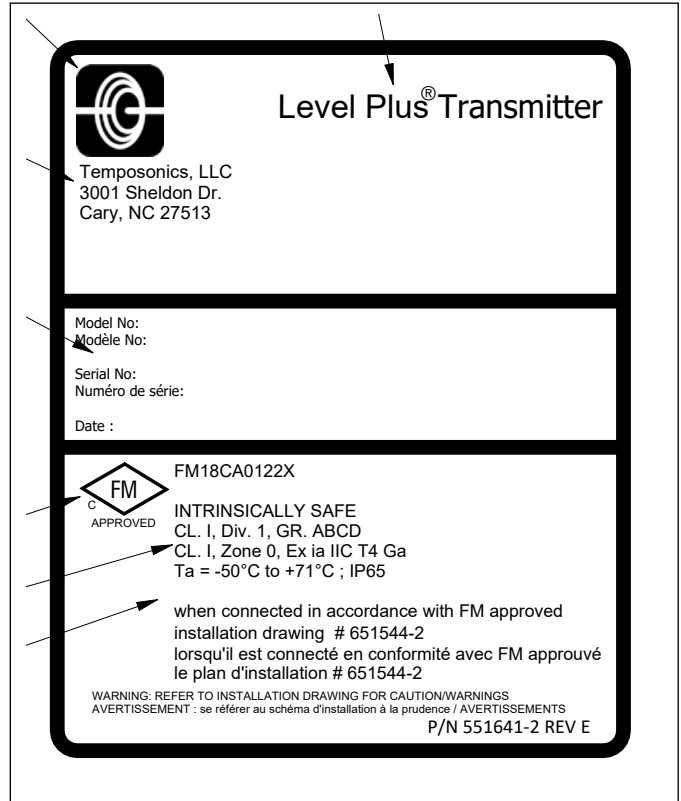 Level Plus® Transmitter
Temposonics, LLC
3001 Sheldon Dr.
Cary, NC 27513
Model No:
Modèle No:
Serial No:
Numéro de série:
Date :
FM
C
APPROVED
FM18CA0122X
INTRINSICALLY SAFE
CL. I, Div. 1, GR. ABCD
CL. I, Zone 0, Ex ia IIC T4 Ga
Ta = -50°C to +71°C ; IP65
when connected in accordance with FM approved
installation drawing # 651544-2
lorsqu'il est connecté en conformité avec FM approuvé
le plan d'installation # 651544-2
WARNING: REFER TO INSTALLATION DRAWING FOR CAUTION/WARNINGS
AVERTISSEMENT : se référer au schéma d'installation à la prudence / AVERTISSEMENTS
P/N 551641-2 REV E